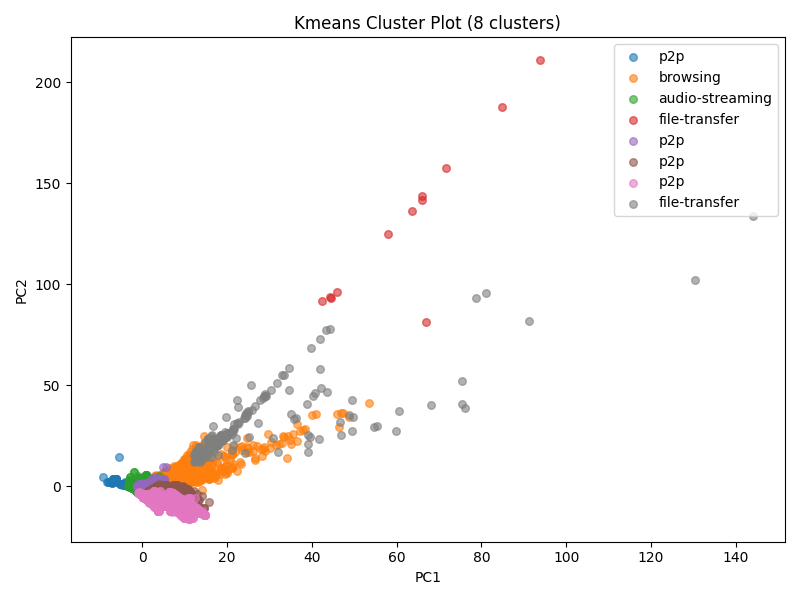 Kmeans Cluster Plot (8 clusters)
p2p
browsing
audio-streaming
file-transfer
p2p
p2p
p2p
file-transfer
200
150
100
50
0
PC2
0 20 40 60 80 100 120 140
PC1